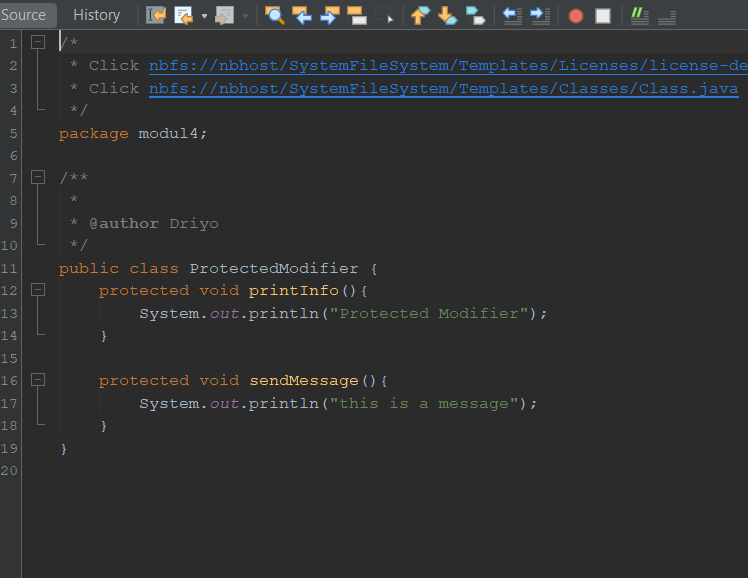 Source History
1 /*
2 * Click nbfs://nbhost/SystemFileSystem/Templates/Licenses/license-de
3 * Click nbfs://nbhost/SystemFileSystem/Templates/Classes/Class.java
4 */
5 package modul4;
6
7 /**
8 *
9 * @author Driyo
10 */
11 public class ProtectedModifier {
12 protected void printInfo(){
13 System.out.println("Protected Modifier");
14 }
15
16 protected void sendMessage(){
17 System.out.println("this is a message");
18 }
19 }
20